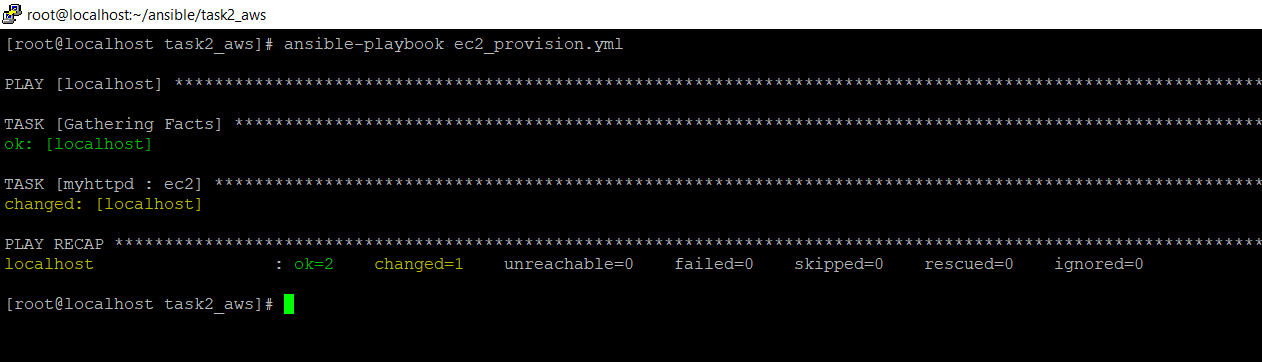 root@localhost:~/ansible/task2_aws
[root@localhost task2_aws]# ansible-playbook ec2_provision.yml
PLAY [localhost] *************************************************************************************************************
TASK [Gathering Facts] *******************************************************************************************************
ok: [localhost]
TASK [myhttpd : ec2] *********************************************************************************************************
changed: [localhost]
PLAY RECAP *******************************************************************************************************************
localhost                  : ok=2    changed=1    unreachable=0    failed=0    skipped=0    rescued=0    ignored=0
[root@localhost task2_aws]#